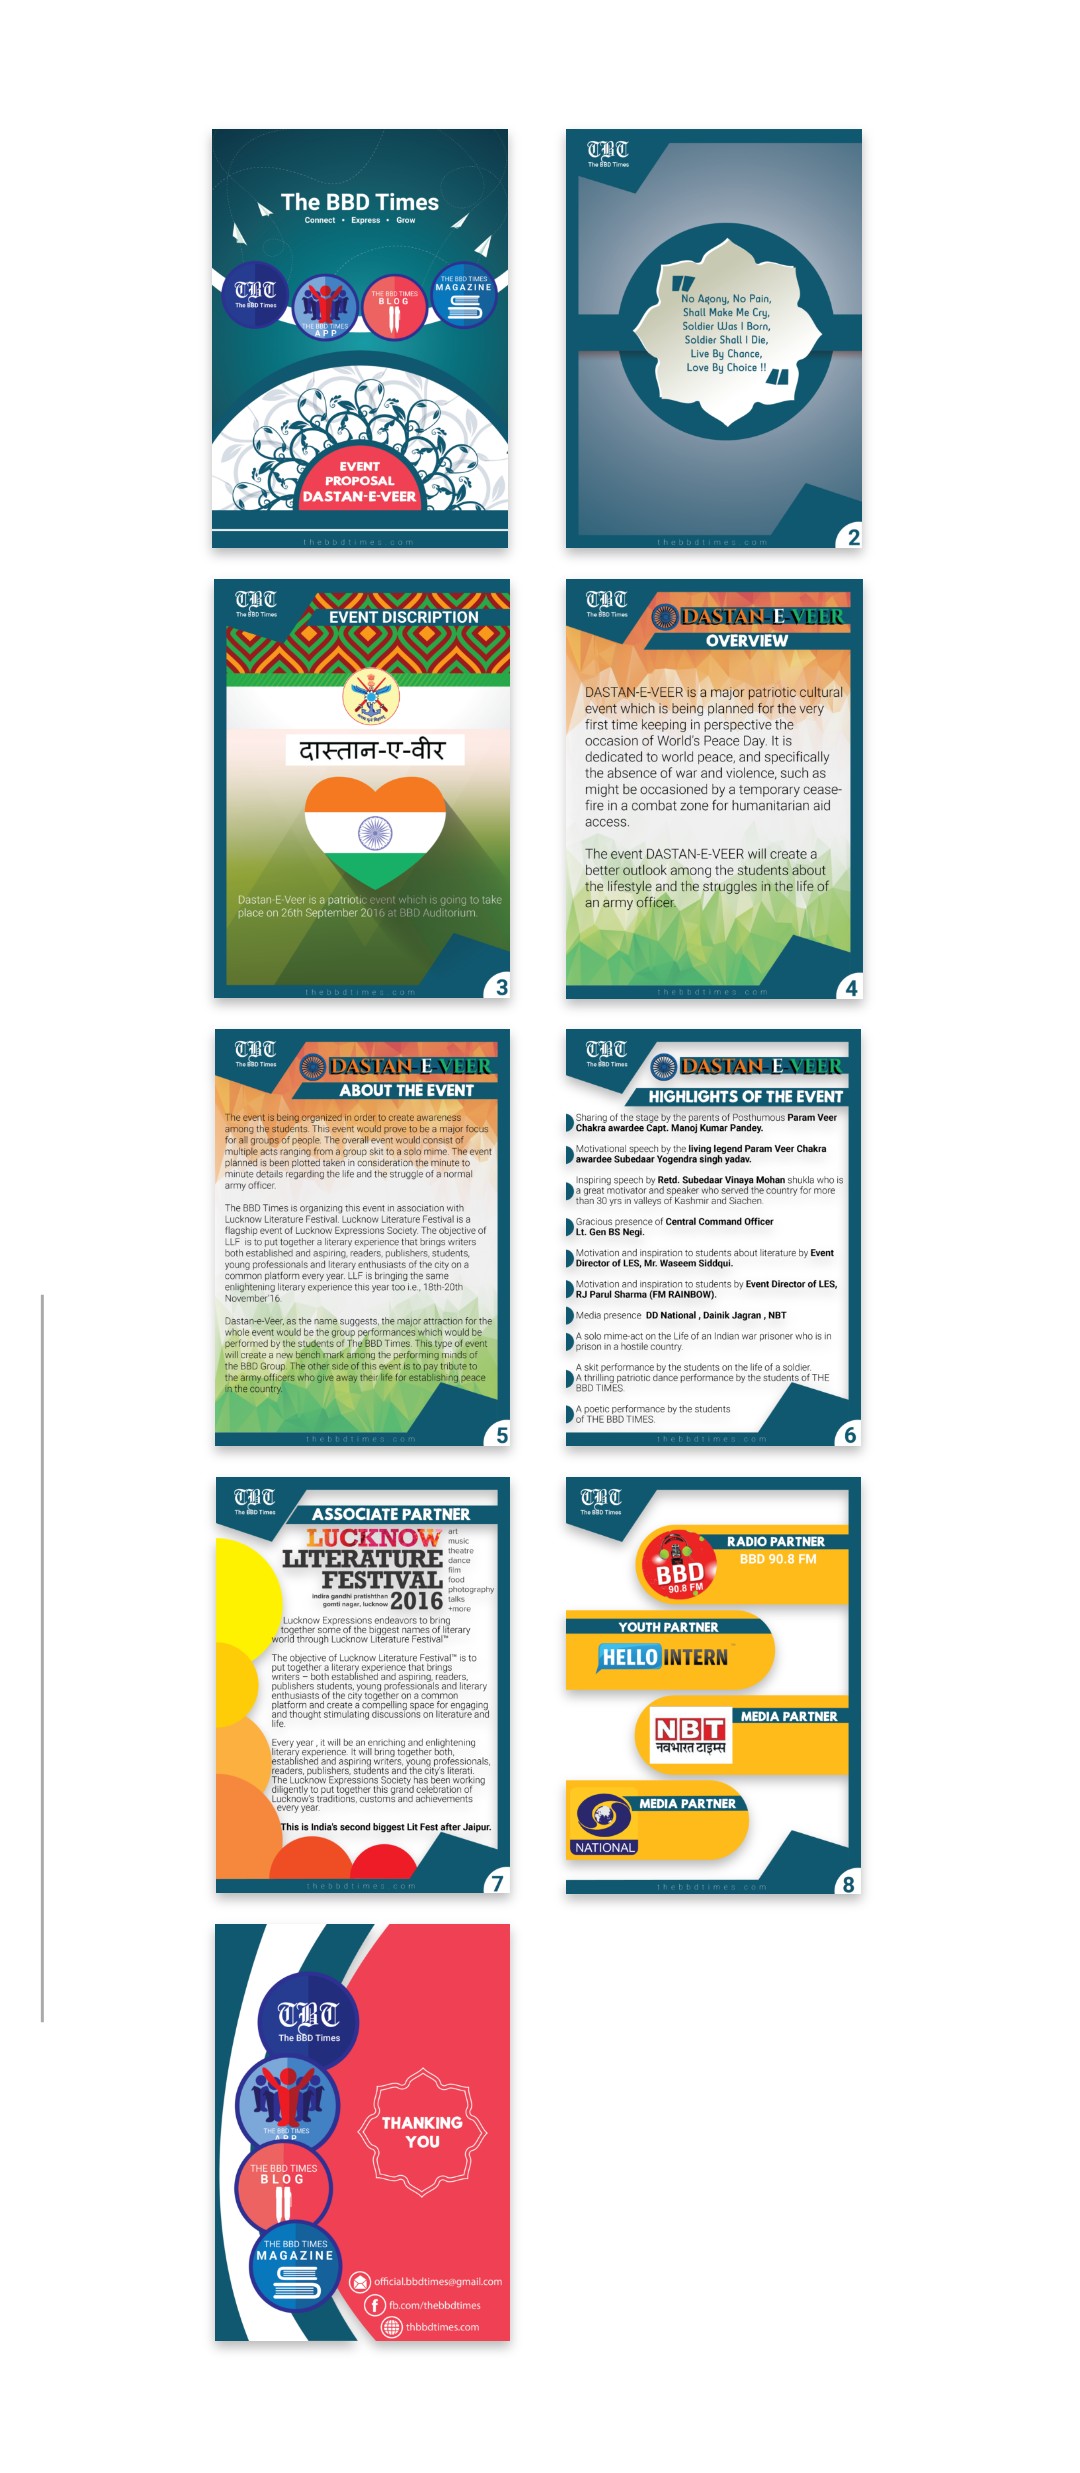 The BBD Times
Connect • Express • Grow
TBT
The BBD Times
THE BBD TIMES
APP
THE BBD TIMES
BLOG
THE BBD TIMES
MAGAZINE
EVENT
PROPOSAL
DASTAN-E-VEER
thebbdtimes.com
TBT
The BBD Times
No Agony, No Pain,
Shall Make Me Cry,
Soldier Was I Born,
Soldier Shall I Die,
Live By Chance,
Love By Choice !!
thebbdtimes.com
2
TBT
The BBD Times
EVENT DISCRIPTION
दास्तान-ए-वीर
Dastan-E-Veer is a patriotic event which is going to take
place on 26th September 2016 at BBD Auditorium.
thebbdtimes.com
3
TBT
The BBD Times
DASTAN-E-VEER
OVERVIEW
DASTAN-E-VEER is a major patriotic cultural
event which is being planned for the very
first time keeping in perspective the
occasion of World's Peace Day. It is
dedicated to world peace, and specifically
the absence of war and violence, such as
might be occasioned by a temporary cease-
fire in a combat zone for humanitarian aid
access.
The event DASTAN-E-VEER will create a
better outlook among the students about
the lifestyle and the struggles in the life of
an army officer.
thebbdtimes.com
4
TBT
The BBD Times
DASTAN-E-VEER
ABOUT THE EVENT
The event is being organized in order to create awareness
among the students. This event would prove to be a major focus
for all groups of people. The overall event would consist of
multiple acts ranging from a group skit to a solo mime. The event
planned is been plotted taken in consideration the minute to
minute details regarding the life and the struggle of a normal
army officer.
The BBD Times is organizing this event in association with
Lucknow Literature Festival. Lucknow Literature Festival is a
flagship event of Lucknow Expressions Society. The objective of
LLF is to put together a literary experience that brings writers
both established and aspiring, readers, publishers, students,
young professionals and literary enthusiasts of the city on a
common platform every year. LLF is bringing the same
enlightening literary experience this year too i.e., 18th-20th
November'16.
Dastan-e-Veer, as the name suggests, the major attraction for the
whole event would be the group performances which would be
performed by the students of The BBD Times. This type of event
will create a new bench mark among the performing minds of
the BBD Group. The other side of this event is to pay tribute to
the army officers who give away their life for establishing peace
in the country.
thebbdtimes.com
5
TBT
The BBD Times
DASTAN-E-VEER
HIGHLIGHTS OF THE EVENT
Sharing of the stage by the parents of Posthumous Param Veer
Chakra awardee Capt. Manoj Kumar Pandey.
Motivational speech by the living legend Param Veer Chakra
awardee Subedaar Yogendra singh yadav.
Inspiring speech by Retd. Subedaar Vinaya Mohan shukla who is
a great motivator and speaker who served the country for more
than 30 yrs in valleys of Kashmir and Siachen.
Gracious presence of Central Command Officer
Lt. Gen BS Negi.
Motivation and inspiration to students about literature by Event
Director of LES, Mr. Waseem Siddqui.
Motivation and inspiration to students by Event Director of LES,
RJ Parul Sharma (FM RAINBOW).
Media presence DD National , Dainik Jagran , NBT
A solo mime-act on the Life of an Indian war prisoner who is in
prison in a hostile country.
A skit performance by the students on the life of a soldier.
A thrilling patriotic dance performance by the students of THE
BBD TIMES.
A poetic performance by the students
of THE BBD TIMES.
thebbdtimes.com
6
TBT
The BBD Times
ASSOCIATE PARTNER
LUCKNOW
LITERATURE
FESTIVAL
indira gandhi pratishthan
gomti nagar, lucknow
2016
art
music
theatre
dance
film
food
photography
talks
+more
Lucknow Expressions endeavors to bring
together some of the biggest names of literary
world through Lucknow Literature Festival™
The objective of Lucknow Literature Festival™ is to
put together a literary experience that brings
writers – both established and aspiring, readers,
publishers students, young professionals and literary
enthusiasts of the city together on a common
platform and create a compelling space for engaging
and thought stimulating discussions on literature and
life.
Every year , it will be an enriching and enlightening
literary experience. It will bring together both,
established and aspiring writers, young professionals,
readers, publishers, students and the city's literati.
The Lucknow Expressions Society has been working
diligently to put together this grand celebration of
Lucknow's traditions, customs and achievements
every year.
This is India's second biggest Lit Fest after Jaipur.
thebbdtimes.com
7
TBT
The BBD Times
RADIO PARTNER
BBD 90.8 FM
BBD
90.8 FM
YOUTH PARTNER
HELLO INTERN
MEDIA PARTNER
NBT
नवभारत टाइम्स
MEDIA PARTNER
NATIONAL
thebbdtimes.com
8
TBT
The BBD Times
THE BBD TIMES
APP
THE BBD TIMES
BLOG
THE BBD TIMES
MAGAZINE
THANKING
YOU
official.bbdtimes@gmail.com
fb.com/thebbdtimes
thbbdtimes.com